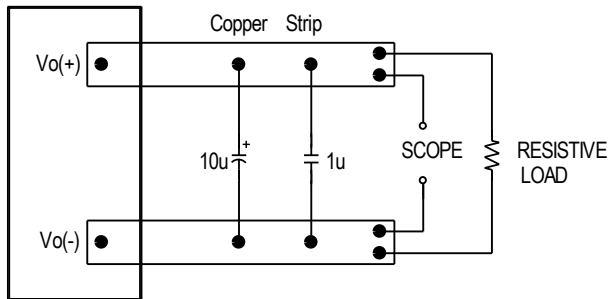 Copper Strip
Vo(+)
+
10u
1u
SCOPE
RESISTIVE
LOAD
Vo(-)